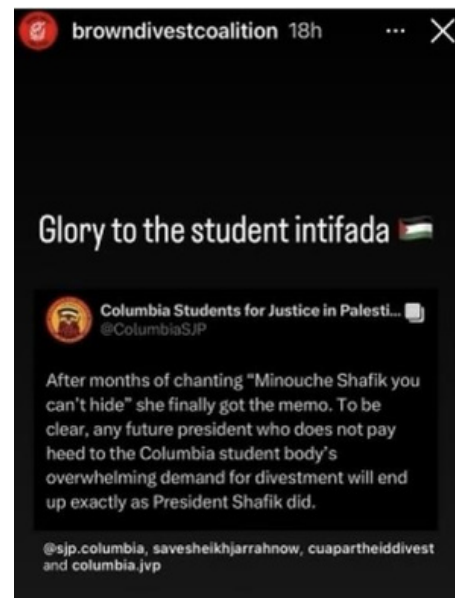 browndivestcoalition 18h
Glory to the student intifada 🇵🇸
Columbia Students for Justice in Palesti...
@ColumbiaSJP
After months of chanting "Minouche Shafik you
can't hide" she finally got the memo. To be
clear, any future president who does not pay
heed to the Columbia student body's
overwhelming demand for divestment will end
up exactly as President Shafik did.
@sjp.columbia, savesheikhjarrahnow, cuapartheiddivest
and columbia.jvp